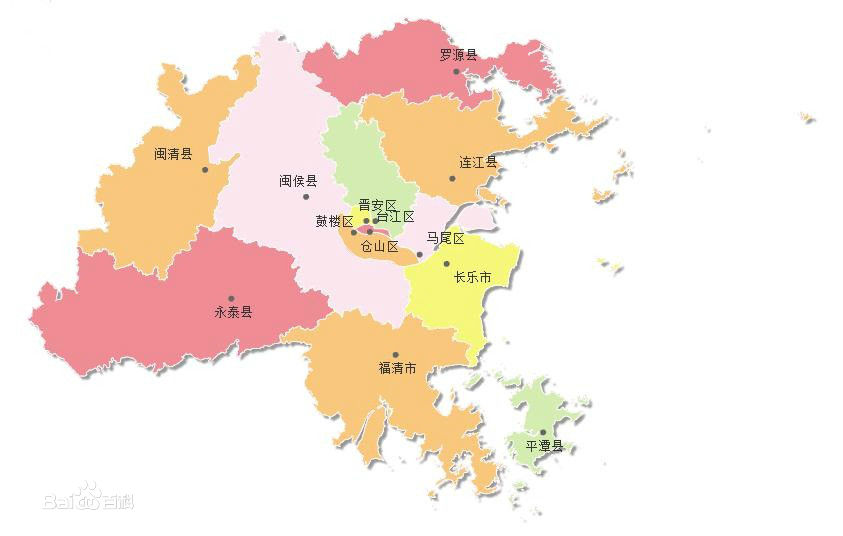 罗源县
闽清县
连江县
闽侯县
晋安区
台江区
鼓楼区
马尾区
仓山区
长乐市
永泰县
福清市
平潭县
Bai百科